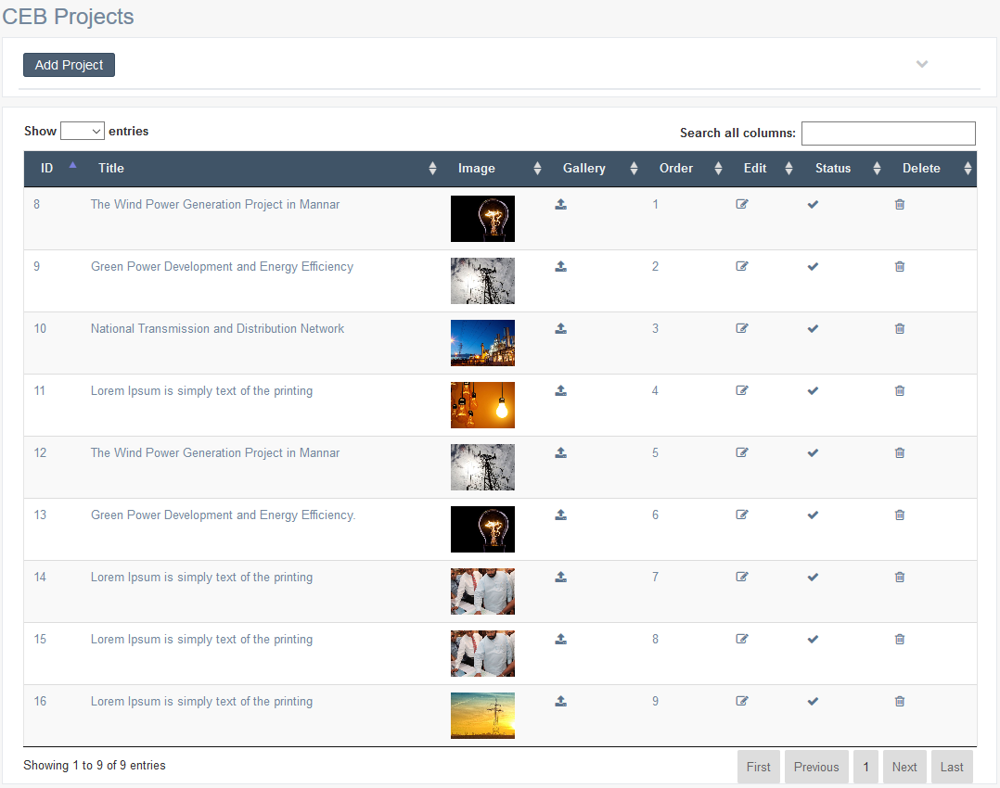 CEB Projects
Add Project
Show entries
Search all columns:
ID Title Image Gallery Order Edit Status Delete
8 The Wind Power Generation Project in Mannar 1
9 Green Power Development and Energy Efficiency 2
10 National Transmission and Distribution Network 3
11 Lorem Ipsum is simply text of the printing 4
12 The Wind Power Generation Project in Mannar 5
13 Green Power Development and Energy Efficiency. 6
14 Lorem Ipsum is simply text of the printing 7
15 Lorem Ipsum is simply text of the printing 8
16 Lorem Ipsum is simply text of the printing 9
Showing 1 to 9 of 9 entries
First Previous 1 Next Last